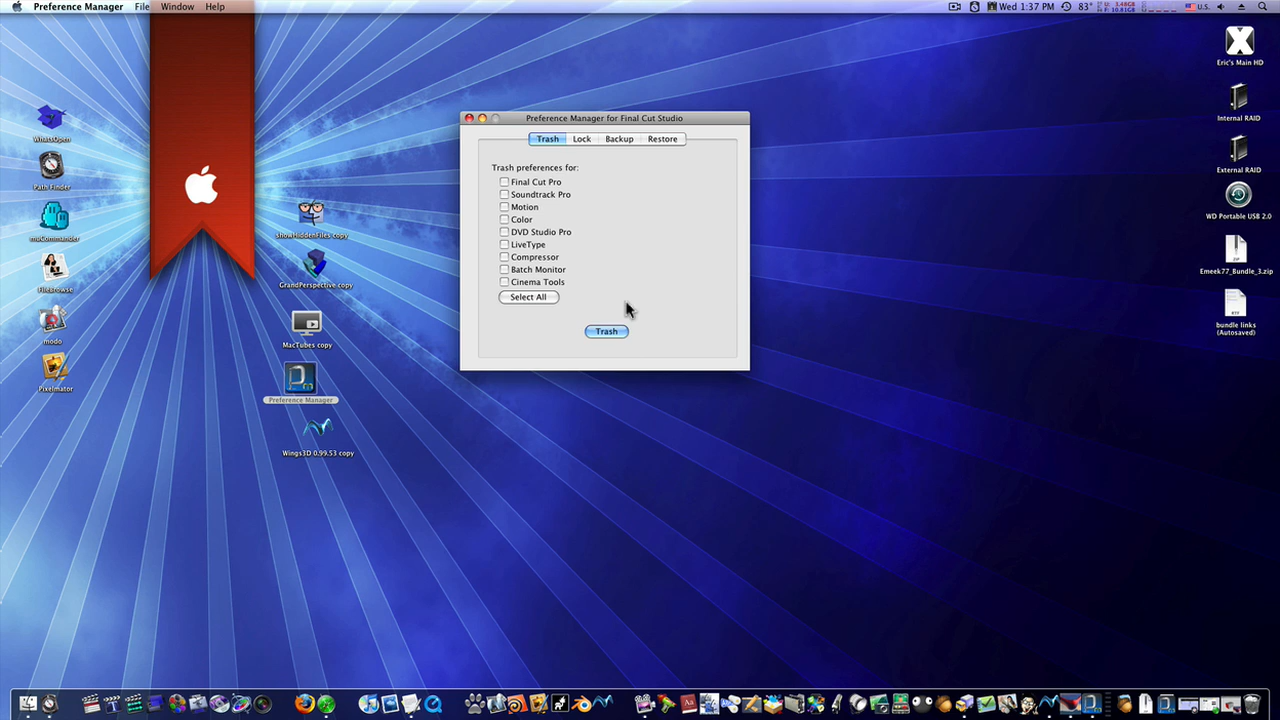 Preference Manager File Window Help
Wed 1:37 PM 83° U.S.
Preference Manager for Final Cut Studio
Trash Lock Backup Restore
Trash preferences for:
Final Cut Pro
Soundtrack Pro
Motion
Color
DVD Studio Pro
LiveType
Compressor
Batch Monitor
Cinema Tools
Select All
Trash
WhatsOpen
Path Finder
muCommander
FileBrowse
modo
Pixelmator
showHiddenFiles copy
GrandPerspective copy
MacTubes copy
Preference Manager
Wings3D 0.99.53 copy
Eric's Main HD
Internal RAID
External RAID
WD Portable USB 2.0
Emeek77_Bundle_3.zip
bundle links
(Autosaved)